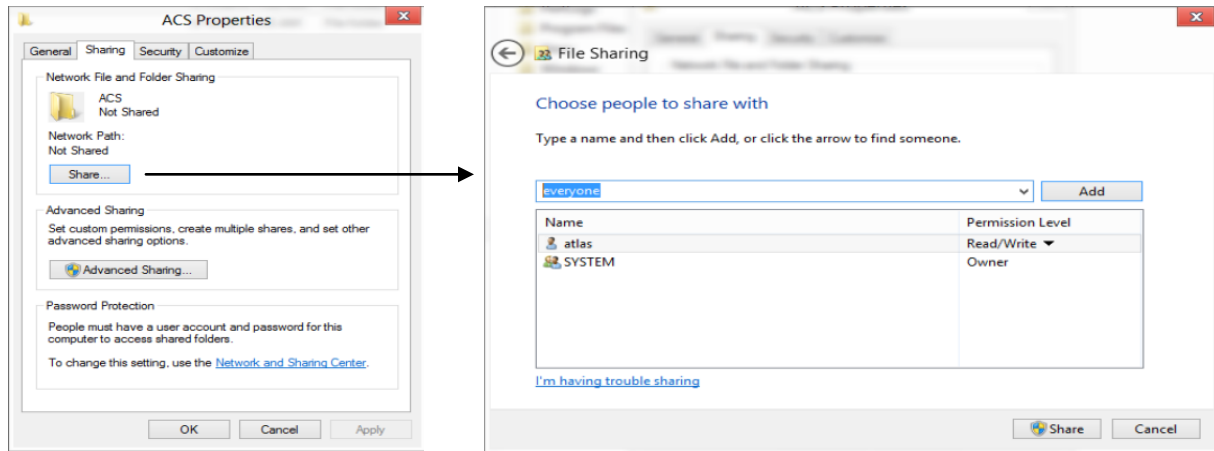 ACS Properties
General Sharing Security Customize
Network File and Folder Sharing
ACS
Not Shared
Network Path:
Not Shared
Share...
Advanced Sharing
Set custom permissions, create multiple shares, and set other
advanced sharing options.
Advanced Sharing...
Password Protection
People must have a user account and password for this
computer to access shared folders.
To change this setting, use the Network and Sharing Center.
OK Cancel Apply
File Sharing
Choose people to share with
Type a name and then click Add, or click the arrow to find someone.
everyone Add
Name Permission Level
atlas Read/Write
SYSTEM Owner
I'm having trouble sharing
Share Cancel